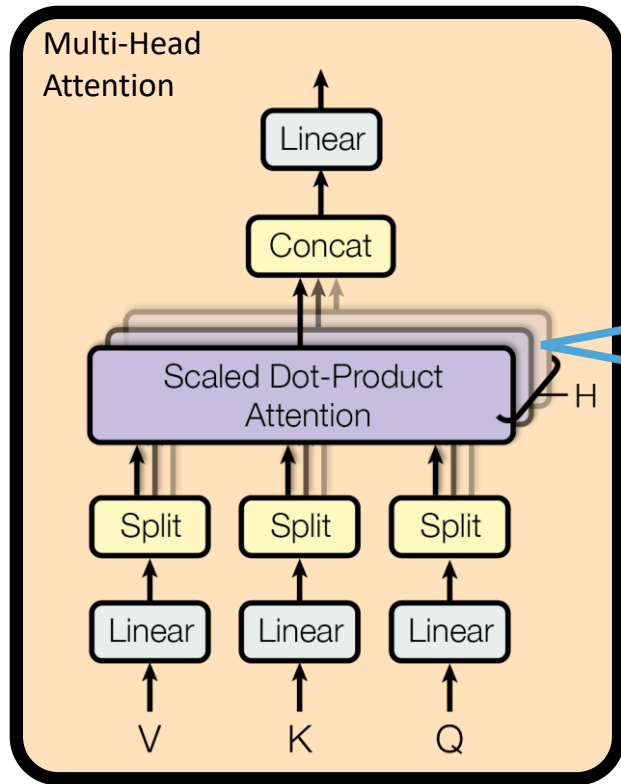 Multi-Head
Attention
Linear
Concat
Scaled Dot-Product
Attention
H
Split Split Split
Linear Linear Linear
V K Q